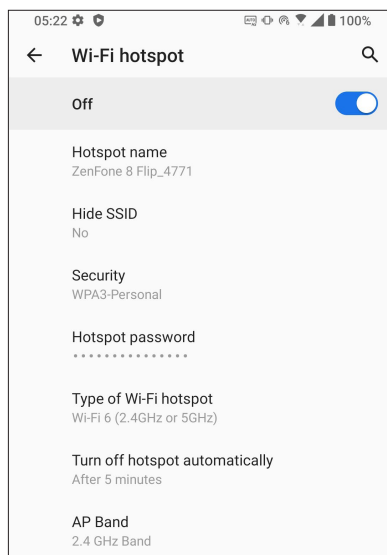 05:22 100%
Wi-Fi hotspot
Off
Hotspot name
ZenFone 8 Flip_4771
Hide SSID
No
Security
WPA3-Personal
Hotspot password
•••••••••••••••
Type of Wi-Fi hotspot
Wi-Fi 6 (2.4GHz or 5GHz)
Turn off hotspot automatically
After 5 minutes
AP Band
2.4 GHz Band